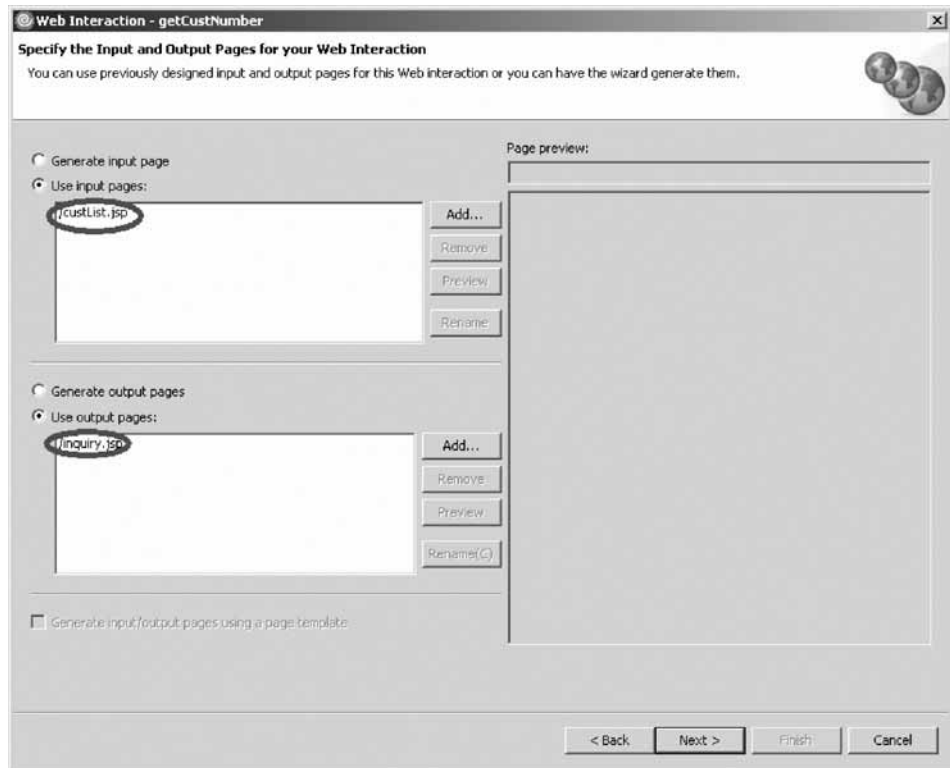 Web Interaction - getCustNumber
Specify the Input and Output Pages for your Web Interaction
You can use previously designed input and output pages for this Web interaction or you can have the wizard generate them.
Generate input page
Use input pages:
/custList.jsp
Add...
Remove
Preview
Rename
Page preview:
Generate output pages
Use output pages:
/inquiry.jsp
Add...
Remove
Preview
Rename(C)
Generate input/output pages using a page template
< Back
Next >
Finish
Cancel